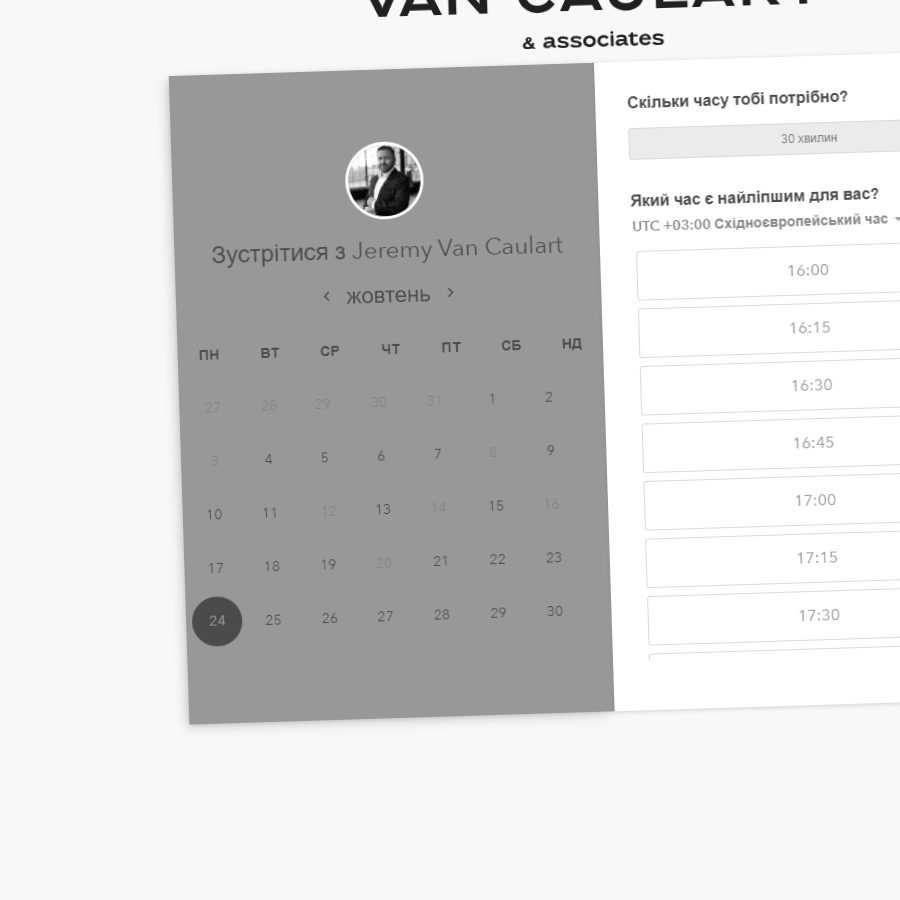 VAN CAULART
& associates
Зустрітися з Jeremy Van Caulart
‹ жовтень ›
ПН ВТ СР ЧТ ПТ СБ НД
27 28 29 30 31 1 2
3 4 5 6 7 8 9
10 11 12 13 14 15 16
17 18 19 20 21 22 23
24 25 26 27 28 29 30
Скільки часу тобі потрібно?
30 хвилин
Який час є найліпшим для вас?
UTC +03:00 Східноєвропейський час
16:00
16:15
16:30
16:45
17:00
17:15
17:30